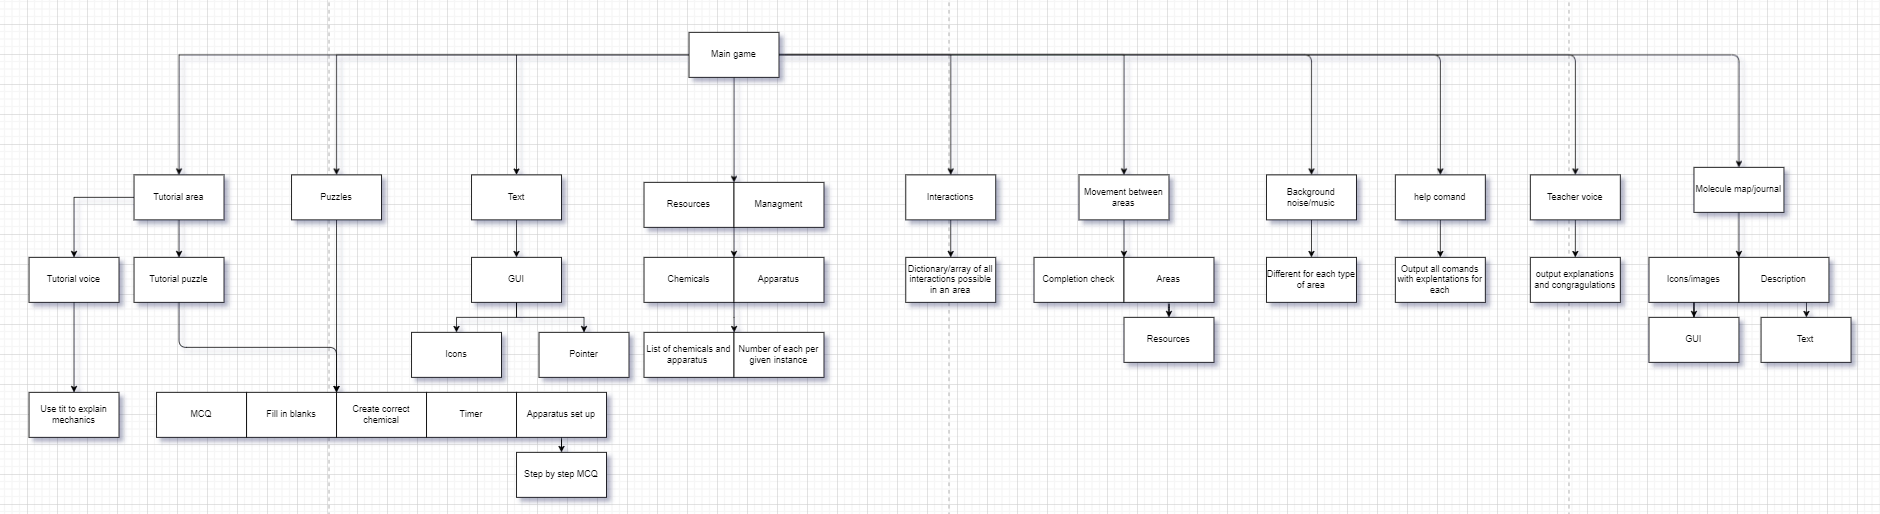 Main game
Tutorial area
Puzzles
Text
Resources
Managment
Interactions
Movement between
areas
Background
noise/music
help comand
Teacher voice
Molecule map/journal
Tutorial voice
Tutorial puzzle
GUI
Chemicals
Apparatus
Dictionary/array of all
interactions possible
in an area
Completion check
Areas
Different for each type
of area
Output all comands
with explentations for
each
output explanations
and congragulations
Icons/images
Description
Icons
Pointer
List of chemicals and
apparatus
Number of each per
given instance
Resources
GUI
Text
Use tit to explain
mechanics
MCQ
Fill in blanks
Create correct
chemical
Timer
Apparatus set up
Step by step MCQ